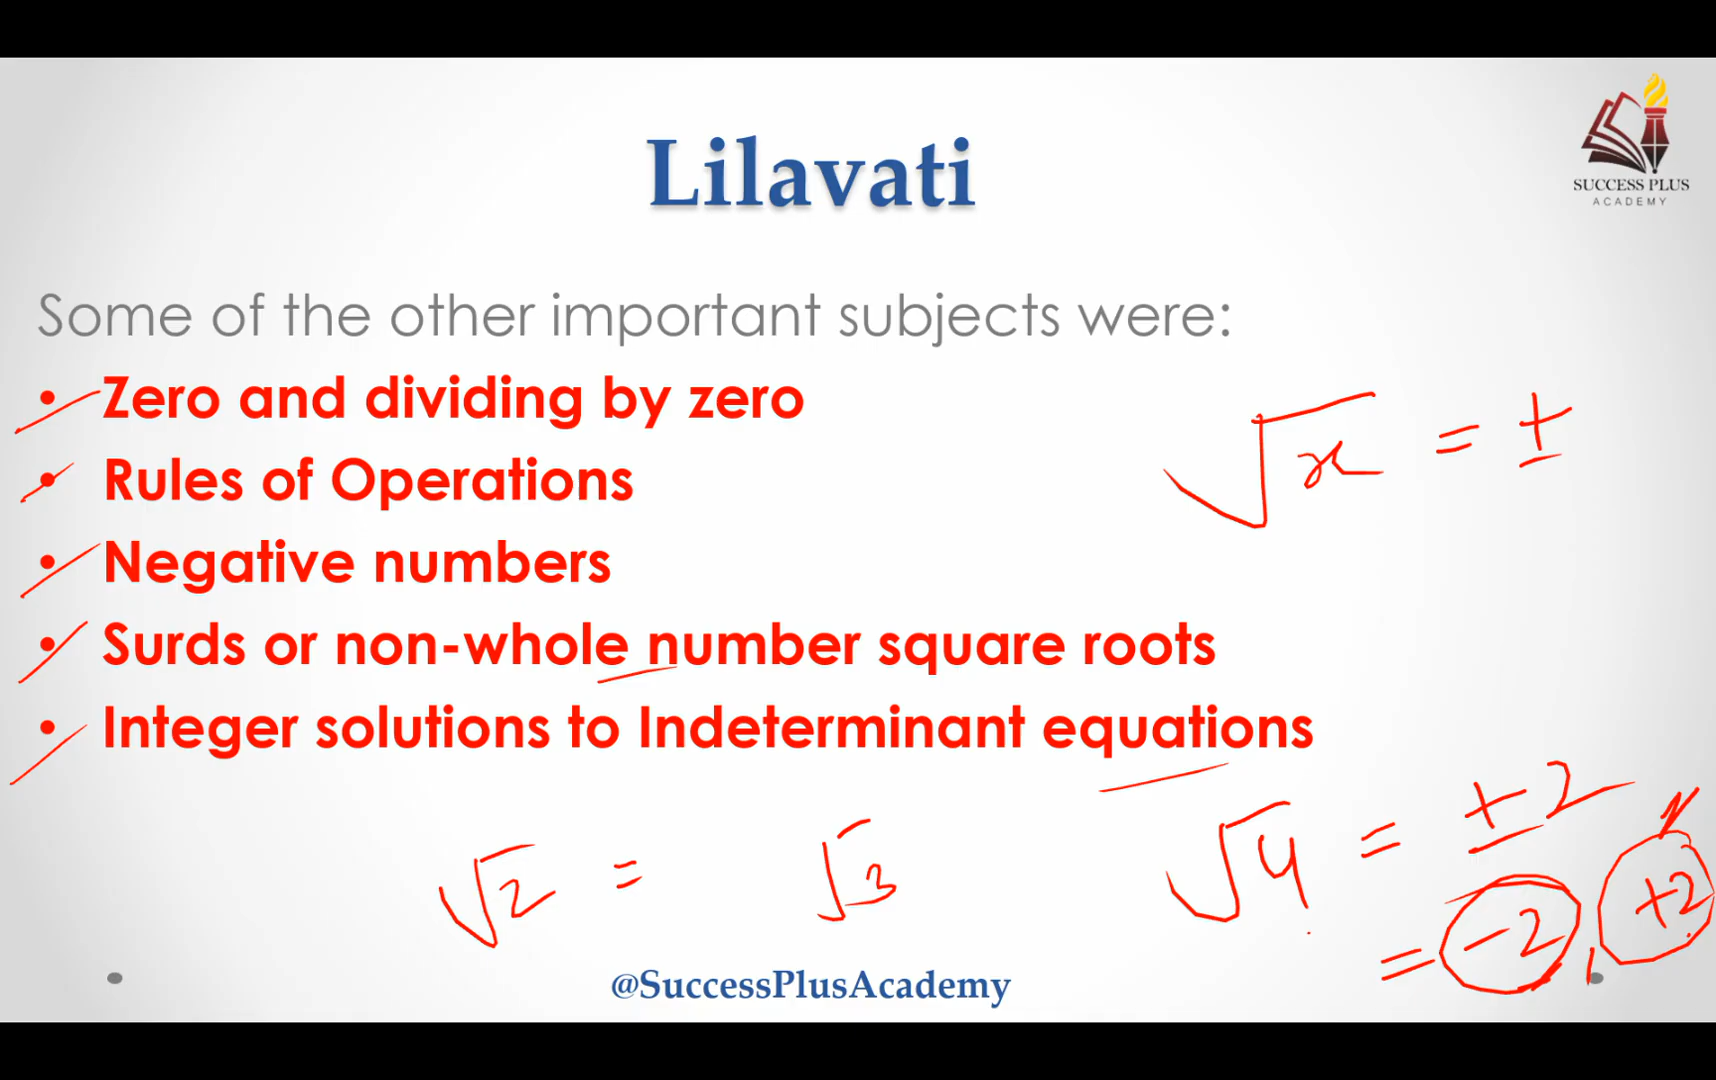 SUCCESS PLUS
ACADEMY
Lilavati
Some of the other important subjects were:
• Zero and dividing by zero
• Rules of Operations
• Negative numbers
• Surds or non-whole number square roots
• Integer solutions to Indeterminant equations
√x = ±
√2 =
√3
√4 = ±2
= -2, +2
@SuccessPlusAcademy